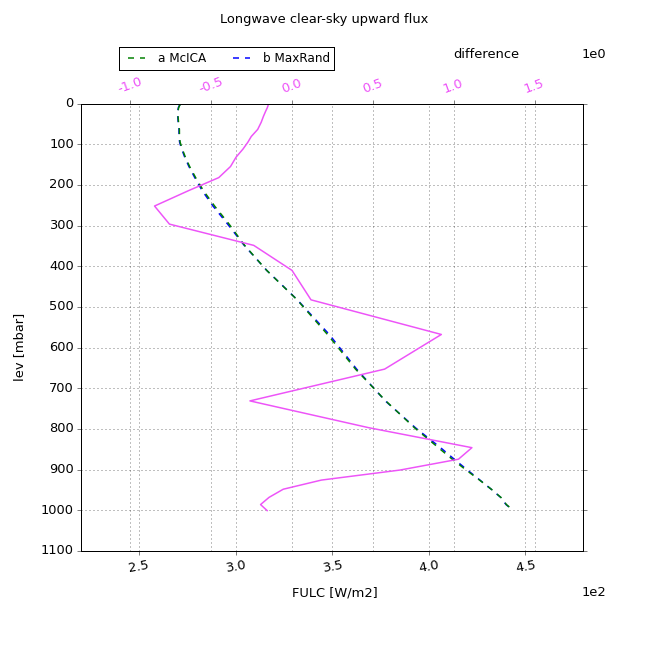 Longwave clear-sky upward flux
a McICA b MaxRand difference 1e0
-1.0 -0.5 0.0 0.5 1.0 1.5
0
100
200
300
400
500
600
700
800
900
1000
1100
lev [mbar]
2.5 3.0 3.5 4.0 4.5
FULC [W/m2] 1e2